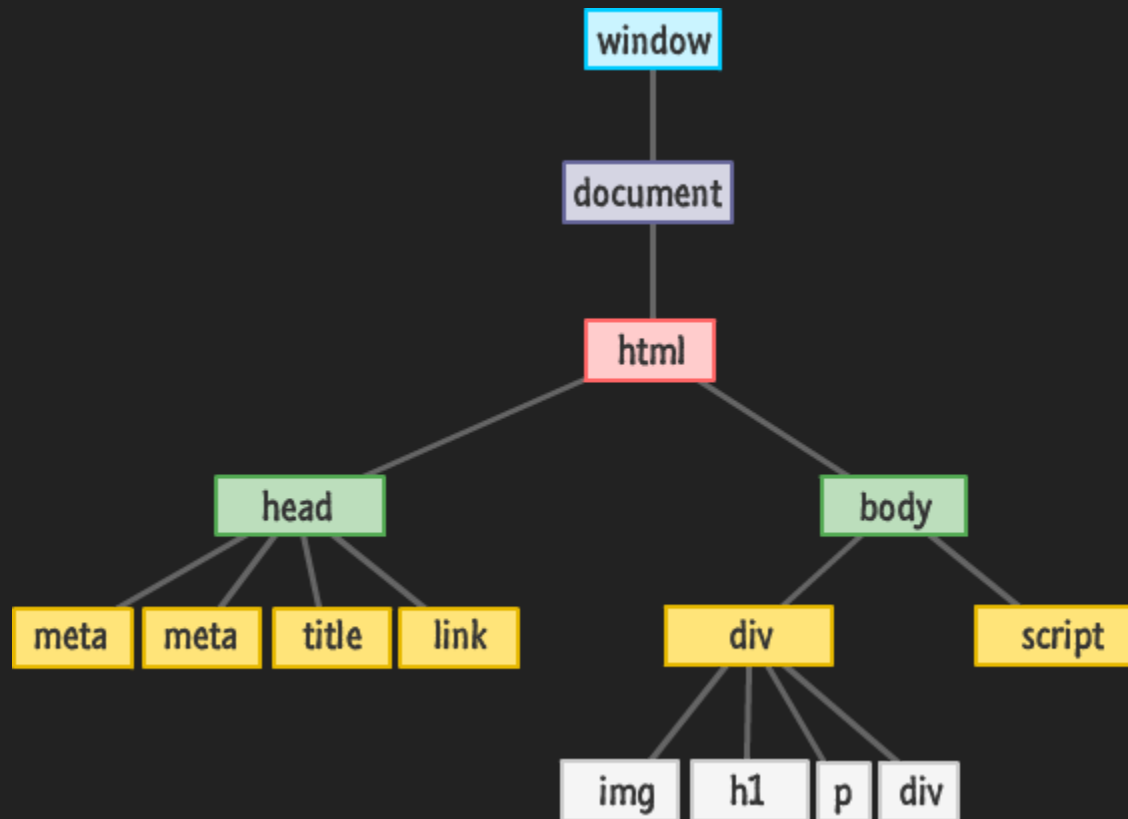 window
document
html
head
body
meta
meta
title
link
div
script
img
h1
p
div